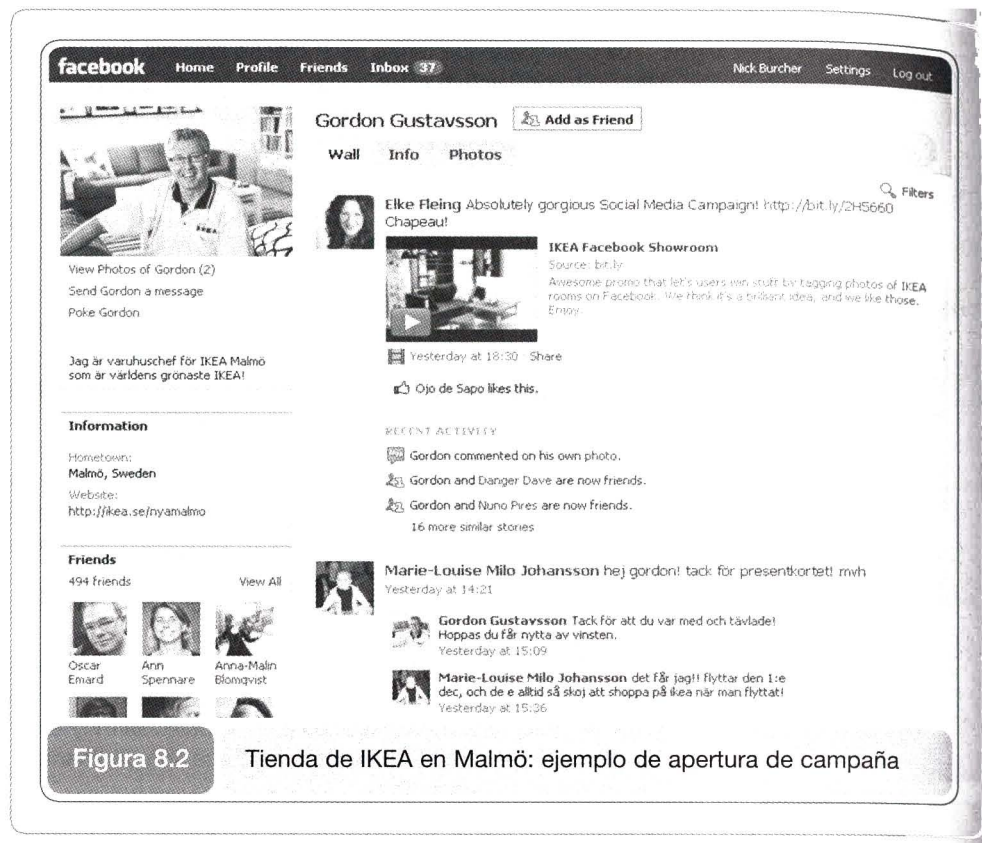 facebook Home Profile Friends Inbox 37 Nick Burcher Settings Log out
Gordon Gustavsson Add as Friend
Wall Info Photos
Filters
Elke Fleing Absolutely gorgious Social Media Campaign! http://bit.ly/2H5660
Chapeau!
IKEA Facebook Showroom
Source: bit.ly
Awesome promo that let's users win stuff by tagging photos of IKEA
rooms on Facebook. We think it's a brilliant idea, and we like those.
Enjoy.
Yesterday at 18:30 · Share
Ojo de Sapo likes this.
RECENT ACTIVITY
Gordon commented on his own photo.
Gordon and Danger Dave are now friends.
Gordon and Nuno Pires are now friends.
16 more similar stories
Marie-Louise Milo Johansson hej gordon! tack för presentkortet! mvh
Yesterday at 14:21
Gordon Gustavsson Tack för att du var med och tävlade!
Hoppas du får nytta av vinsten.
Yesterday at 15:09
Marie-Louise Milo Johansson det får jag!! flyttar den 1:e
dec, och de e alltid så skoj att shoppa på ikea när man flyttat!
Yesterday at 15:36
View Photos of Gordon (2)
Send Gordon a message
Poke Gordon
Jag är varuhuschef för IKEA Malmö
som är världens grönaste IKEA!
Information
Hometown:
Malmö, Sweden
Website:
http://ikea.se/nyamalmo
Friends
494 friends View All
Oscar
Emard
Ann
Spennare
Anna-Malin
Blomqvist
Figura 8.2 Tienda de IKEA en Malmö: ejemplo de apertura de campaña